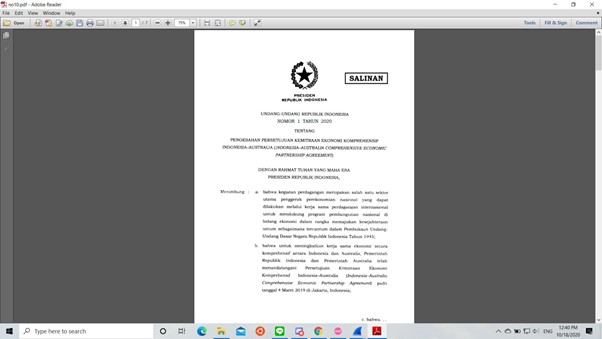 no10.pdf - Adobe Reader
File Edit View Window Help
Open
1 / 7
75%
Tools Fill & Sign Comment
SALINAN
PRESIDEN
REPUBLIK INDONESIA
UNDANG-UNDANG REPUBLIK INDONESIA
NOMOR 1 TAHUN 2020
TENTANG
PENGESAHAN PERSETUJUAN KEMITRAAN EKONOMI KOMPREHENSIF
INDONESIA-AUSTRALIA (INDONESIA-AUSTRALIA COMPREHENSIVE ECONOMIC
PARTNERSHIP AGREEMENT)
DENGAN RAHMAT TUHAN YANG MAHA ESA
PRESIDEN REPUBLIK INDONESIA,
Menimbang : a. bahwa kegiatan perdagangan merupakan salah satu sektor
utama penggerak perekonomian nasional yang dapat
dilakukan melalui kerja sama perdagangan internasional
untuk mendukung program pembangunan nasional di
bidang ekonomi dalam rangka memajukan kesejahteraan
umum sebagaimana tercantum dalam Pembukaan Undang-
Undang Dasar Negara Republik Indonesia Tahun 1945;
b. bahwa untuk meningkatkan kerja sama ekonomi secara
komprehensif antara Indonesia dan Australia, Pemerintah
Republik Indonesia dan Pemerintah Australia telah
menandatangani Persetujuan Kemitraan Ekonomi
Komprehensif Indonesia-Australia (Indonesia-Australia
Comprehensive Economic Partnership Agreement) pada
tanggal 4 Maret 2019 di Jakarta, Indonesia;
c. bahwa. . .
Type here to search
ENG
12:40 PM
10/18/2020